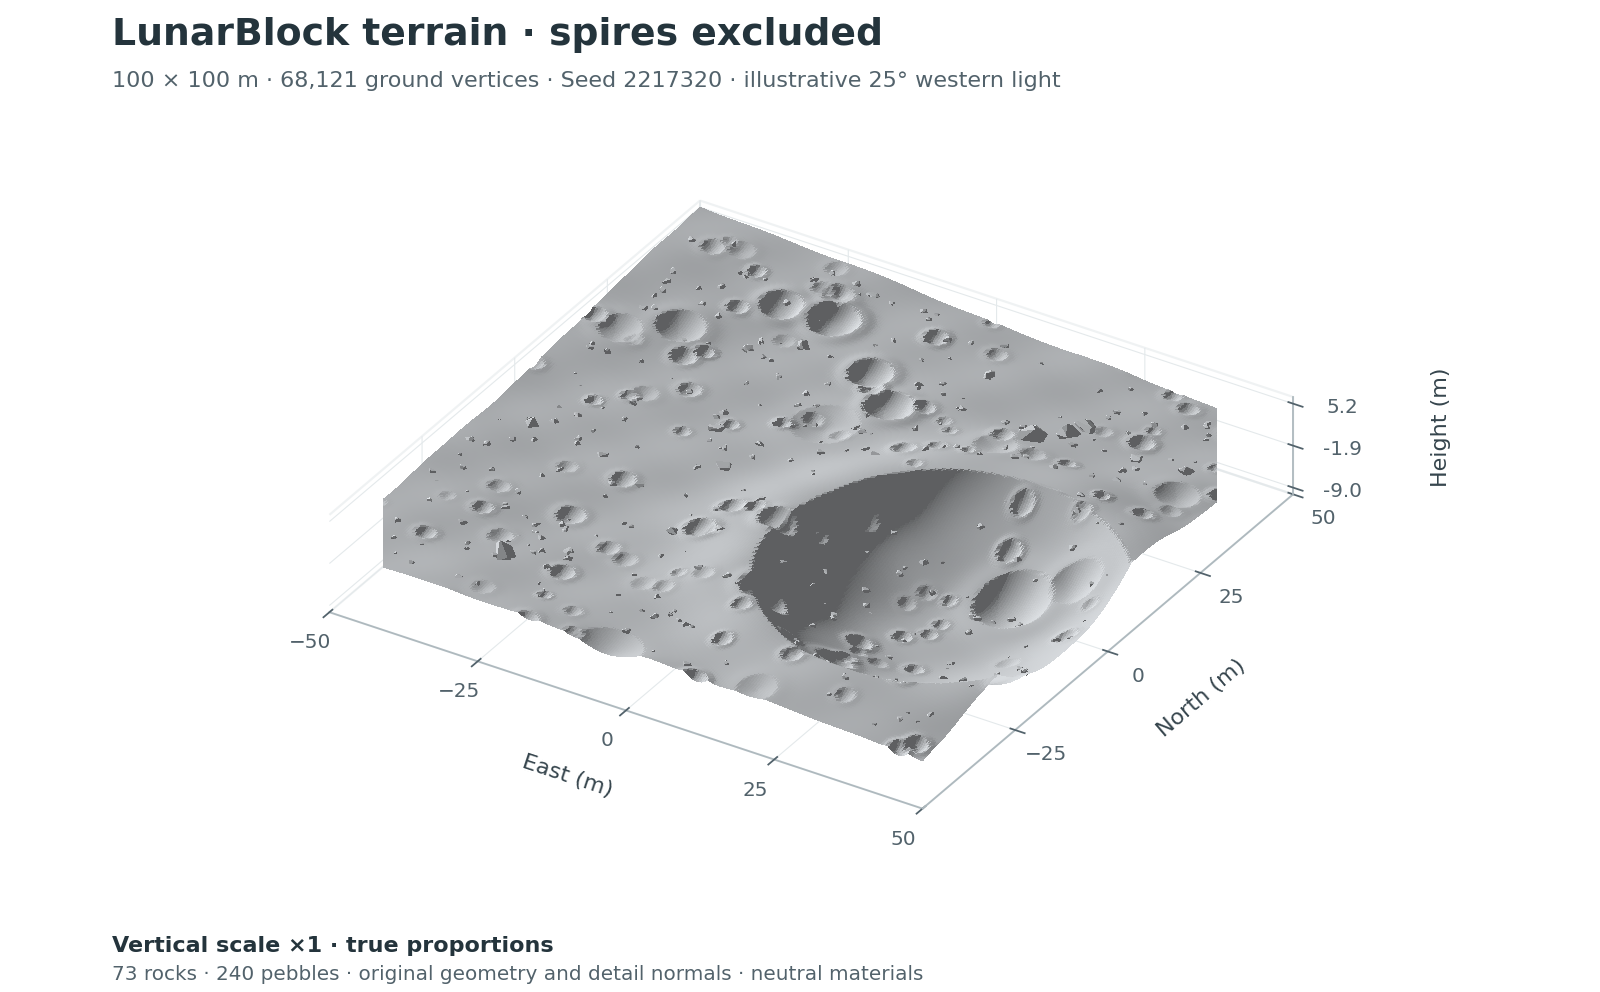 LunarBlock terrain · spires excluded
100 × 100 m · 68,121 ground vertices · Seed 2217320 · illustrative 25° western light
5.2
-1.9
-9.0
Height (m)
50
25
0
−25
North (m)
−50
−25
0
25
50
East (m)
Vertical scale ×1 · true proportions
73 rocks · 240 pebbles · original geometry and detail normals · neutral materials